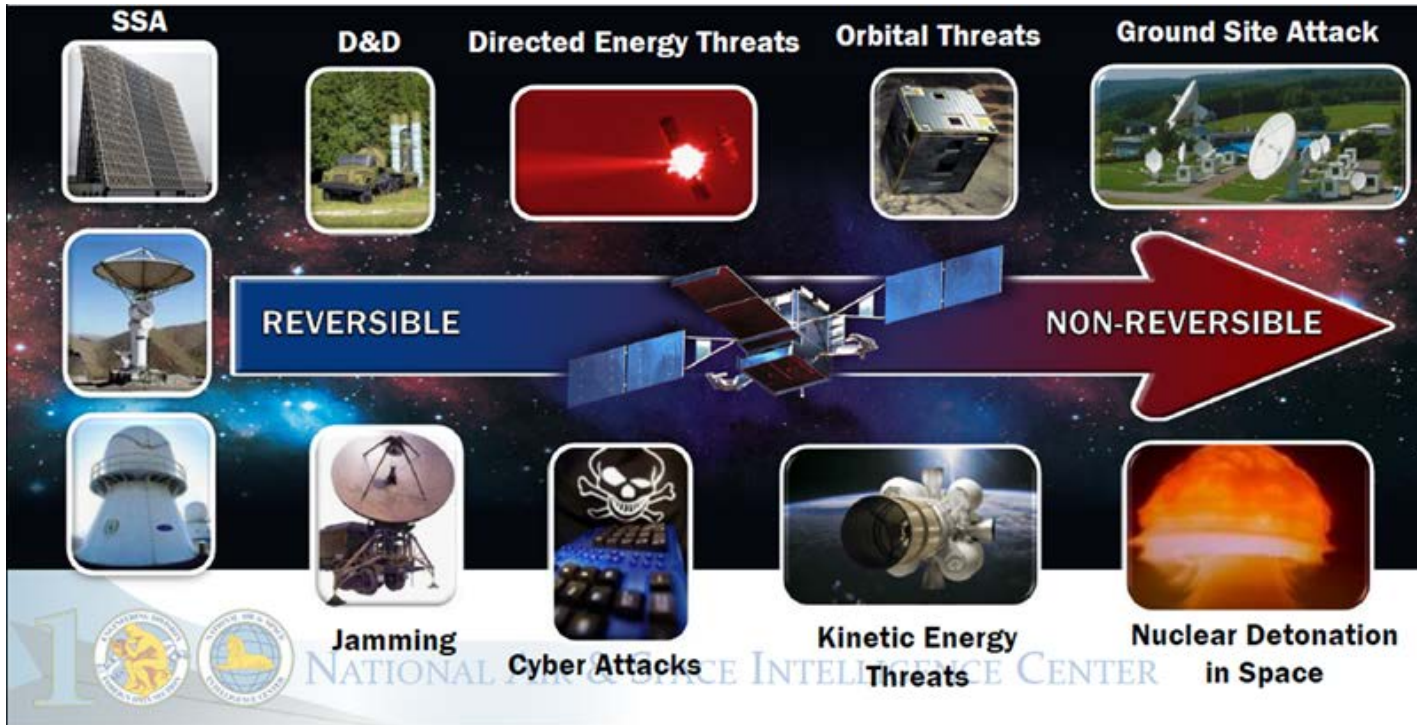 SSA
D&D
Directed Energy Threats
Orbital Threats
Ground Site Attack
REVERSIBLE
NON-REVERSIBLE
Jamming
Cyber Attacks
Kinetic Energy
Threats
Nuclear Detonation
in Space
100
NATIONAL AIR & SPACE INTELLIGENCE CENTER